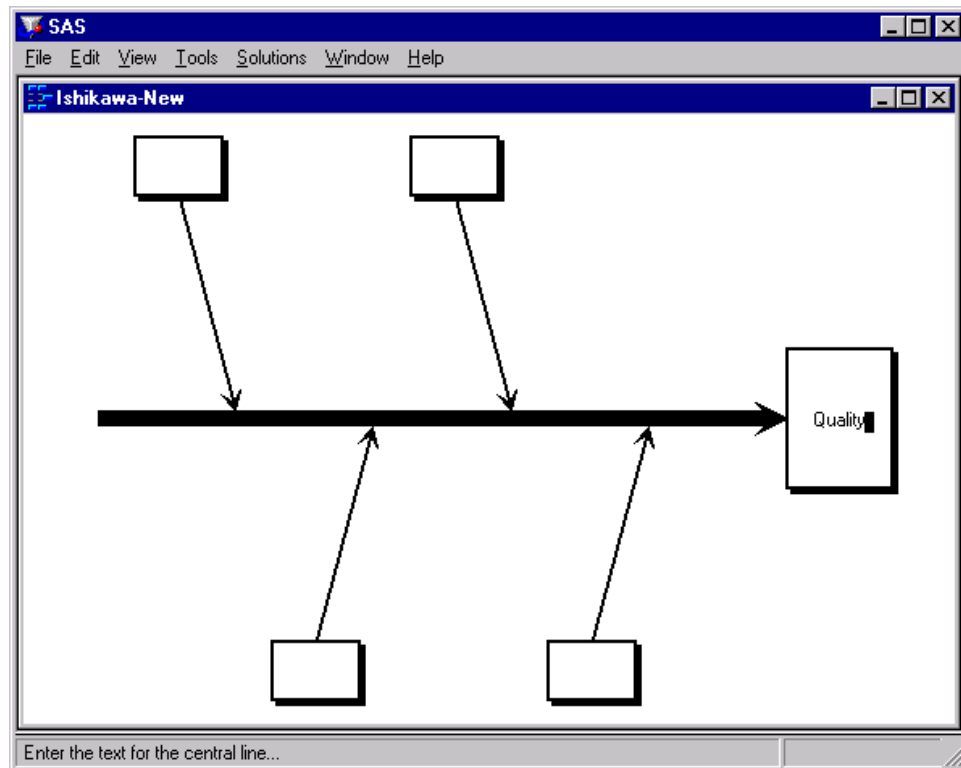 SAS
File Edit View Tools Solutions Window Help
Ishikawa-New
Quality
Enter the text for the central line...